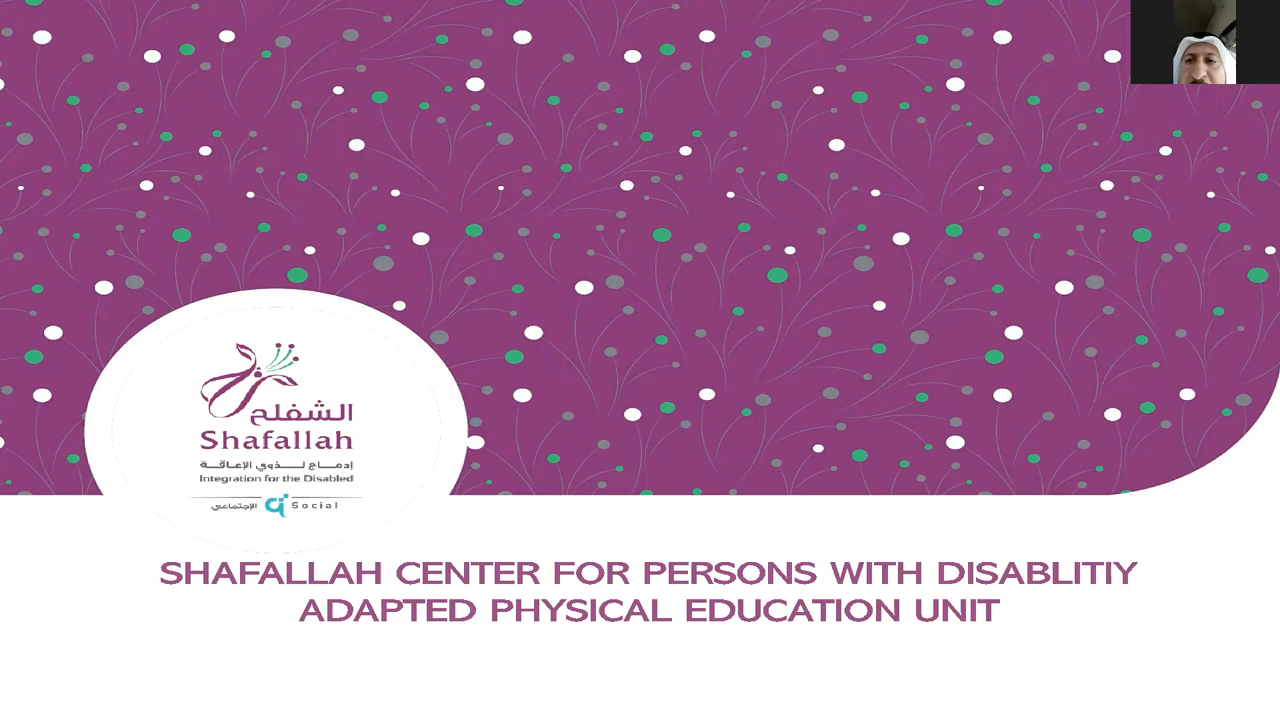 الشفلح
Shafallah
إدماج لذوي الإعاقة
Integration for the Disabled
الإجتماعي Social
SHAFALLAH CENTER FOR PERSONS WITH DISABLITIY
ADAPTED PHYSICAL EDUCATION UNIT